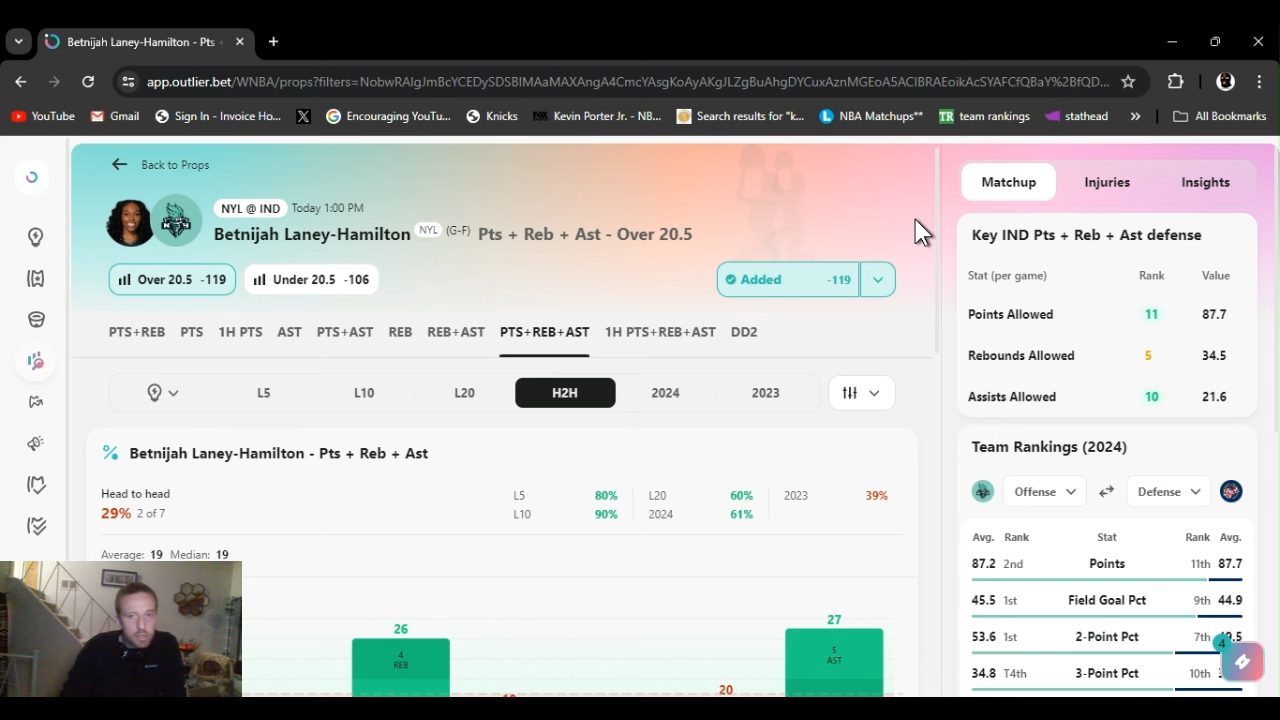 Betnijah Laney-Hamilton - Pts
app.outlier.bet/WNBA/props?filters=NobwRAlgJmBcYCEDySDSBIMAaMAXAngA4CmcYAsgKoAyAKgJLZgBuAhgDYCuxAznMGEoA5ACIBRAEoikAcSYAFCfQBaY%2BfQD...
YouTube Gmail Sign In - Invoice Ho... Encouraging YouTu... Knicks Kevin Porter Jr. - NB... Search results for "k... NBA Matchups** team rankings stathead » All Bookmarks
Back to Props
NYL @ IND Today 1:00 PM
Betnijah Laney-Hamilton NYL (G-F) Pts + Reb + Ast - Over 20.5
Over 20.5 -119 Under 20.5 -106 Added -119
PTS+REB PTS 1H PTS AST PTS+AST REB REB+AST PTS+REB+AST 1H PTS+REB+AST DD2
L5 L10 L20 H2H 2024 2023
Betnijah Laney-Hamilton - Pts + Reb + Ast
Head to head
29% 2 of 7
L5 80% L20 60% 2023 39%
L10 90% 2024 61%
Average: 19 Median: 19
26
4
REB
20
27
5
AST
Matchup Injuries Insights
Key IND Pts + Reb + Ast defense
Stat (per game) Rank Value
Points Allowed 11 87.7
Rebounds Allowed 5 34.5
Assists Allowed 10 21.6
Team Rankings (2024)
Offense Defense
Avg. Rank Stat Rank Avg.
87.2 2nd Points 11th 87.7
45.5 1st Field Goal Pct 9th 44.9
53.6 1st 2-Point Pct 7th
4
34.8 T4th 3-Point Pct 10th